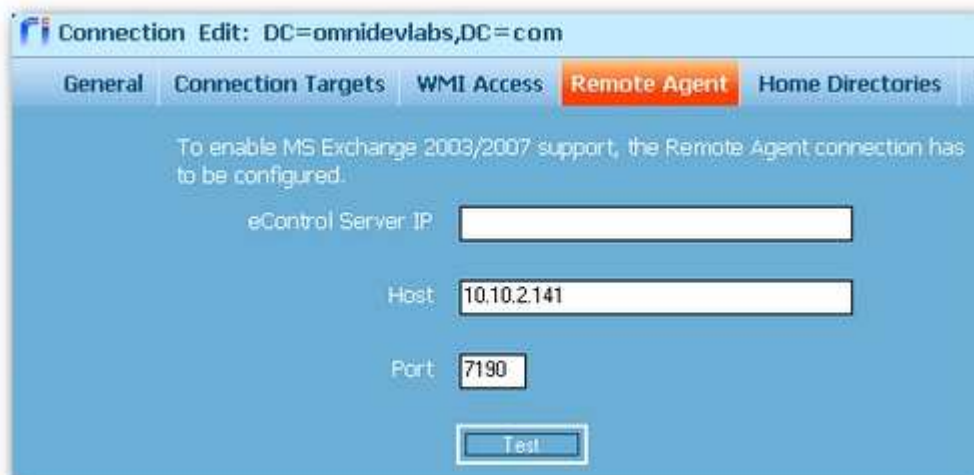 Connection Edit: DC=omnidevlabs,DC=com
General Connection Targets WMI Access Remote Agent Home Directories
To enable MS Exchange 2003/2007 support, the Remote Agent connection has
to be configured.
eControl Server IP
Host 10.10.2.141
Port 7190
Test